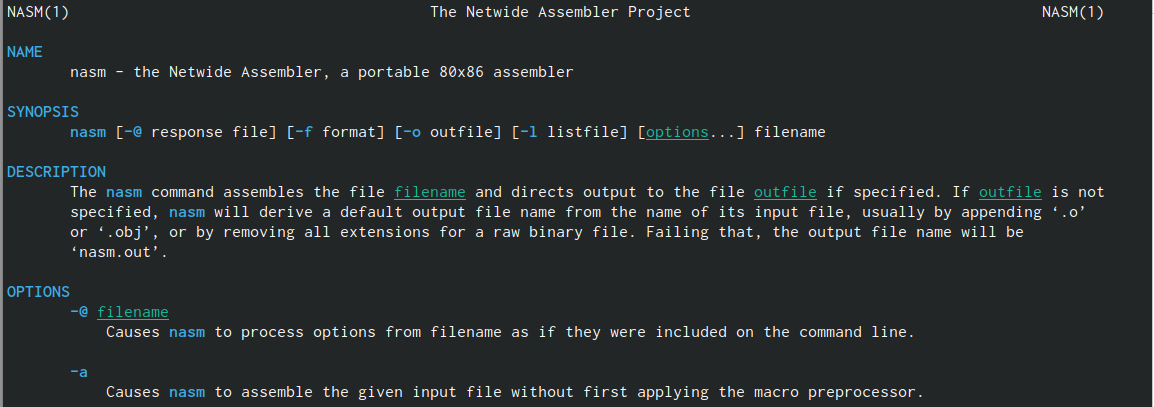 NASM(1) The Netwide Assembler Project NASM(1)
NAME
nasm - the Netwide Assembler, a portable 80x86 assembler
SYNOPSIS
nasm [-@ response file] [-f format] [-o outfile] [-l listfile] [options...] filename
DESCRIPTION
The nasm command assembles the file filename and directs output to the file outfile if specified. If outfile is not
specified, nasm will derive a default output file name from the name of its input file, usually by appending ‘.o’
or ‘.obj’, or by removing all extensions for a raw binary file. Failing that, the output file name will be
‘nasm.out’.
OPTIONS
-@ filename
Causes nasm to process options from filename as if they were included on the command line.
-a
Causes nasm to assemble the given input file without first applying the macro preprocessor.